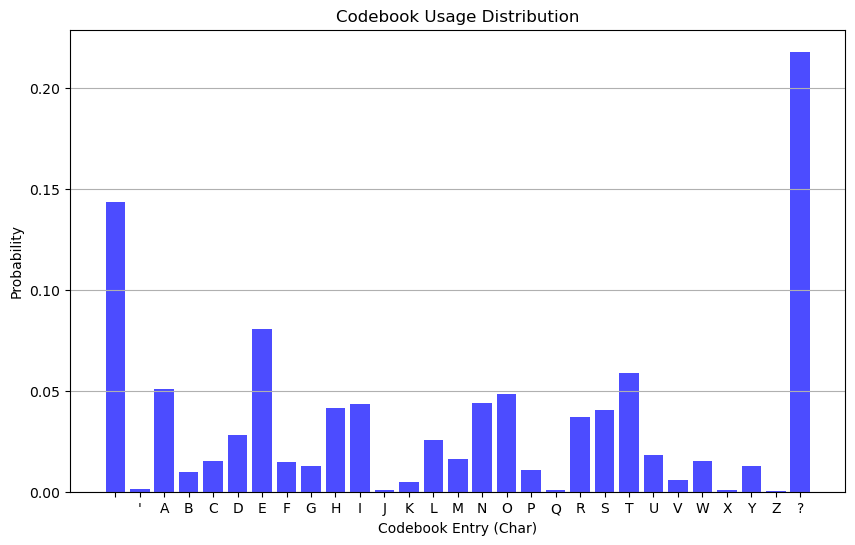 Codebook Usage Distribution
Probability
0.20
0.15
0.10
0.05
0.00
' A B C D E F G H I J K L M N O P Q R S T U V W X Y Z ?
Codebook Entry (Char)